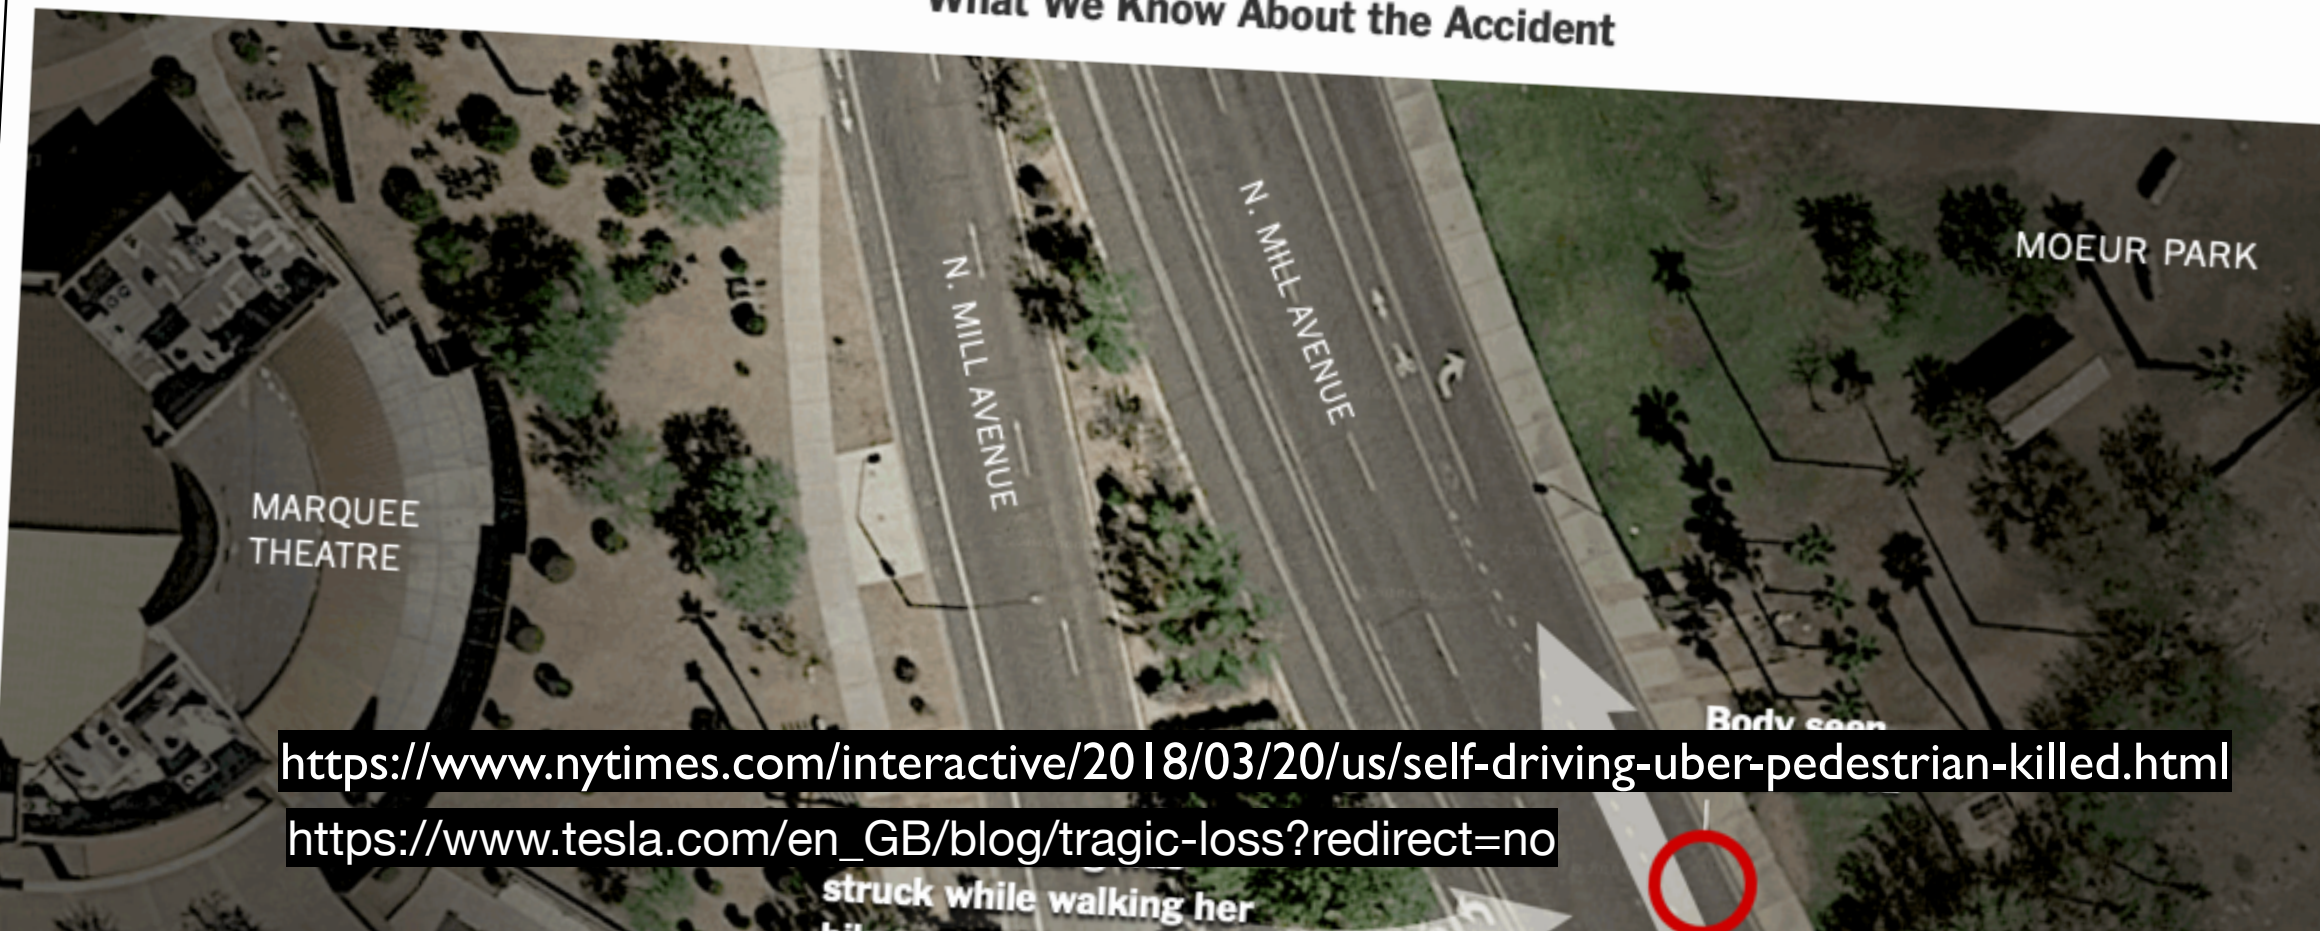 What We Know About the Accident
N. MILL AVENUE
N. MILL AVENUE
MOEUR PARK
MARQUEE
THEATRE
Body seen
https://www.nytimes.com/interactive/2018/03/20/us/self-driving-uber-pedestrian-killed.html
https://www.tesla.com/en_GB/blog/tragic-loss?redirect=no
struck while walking her